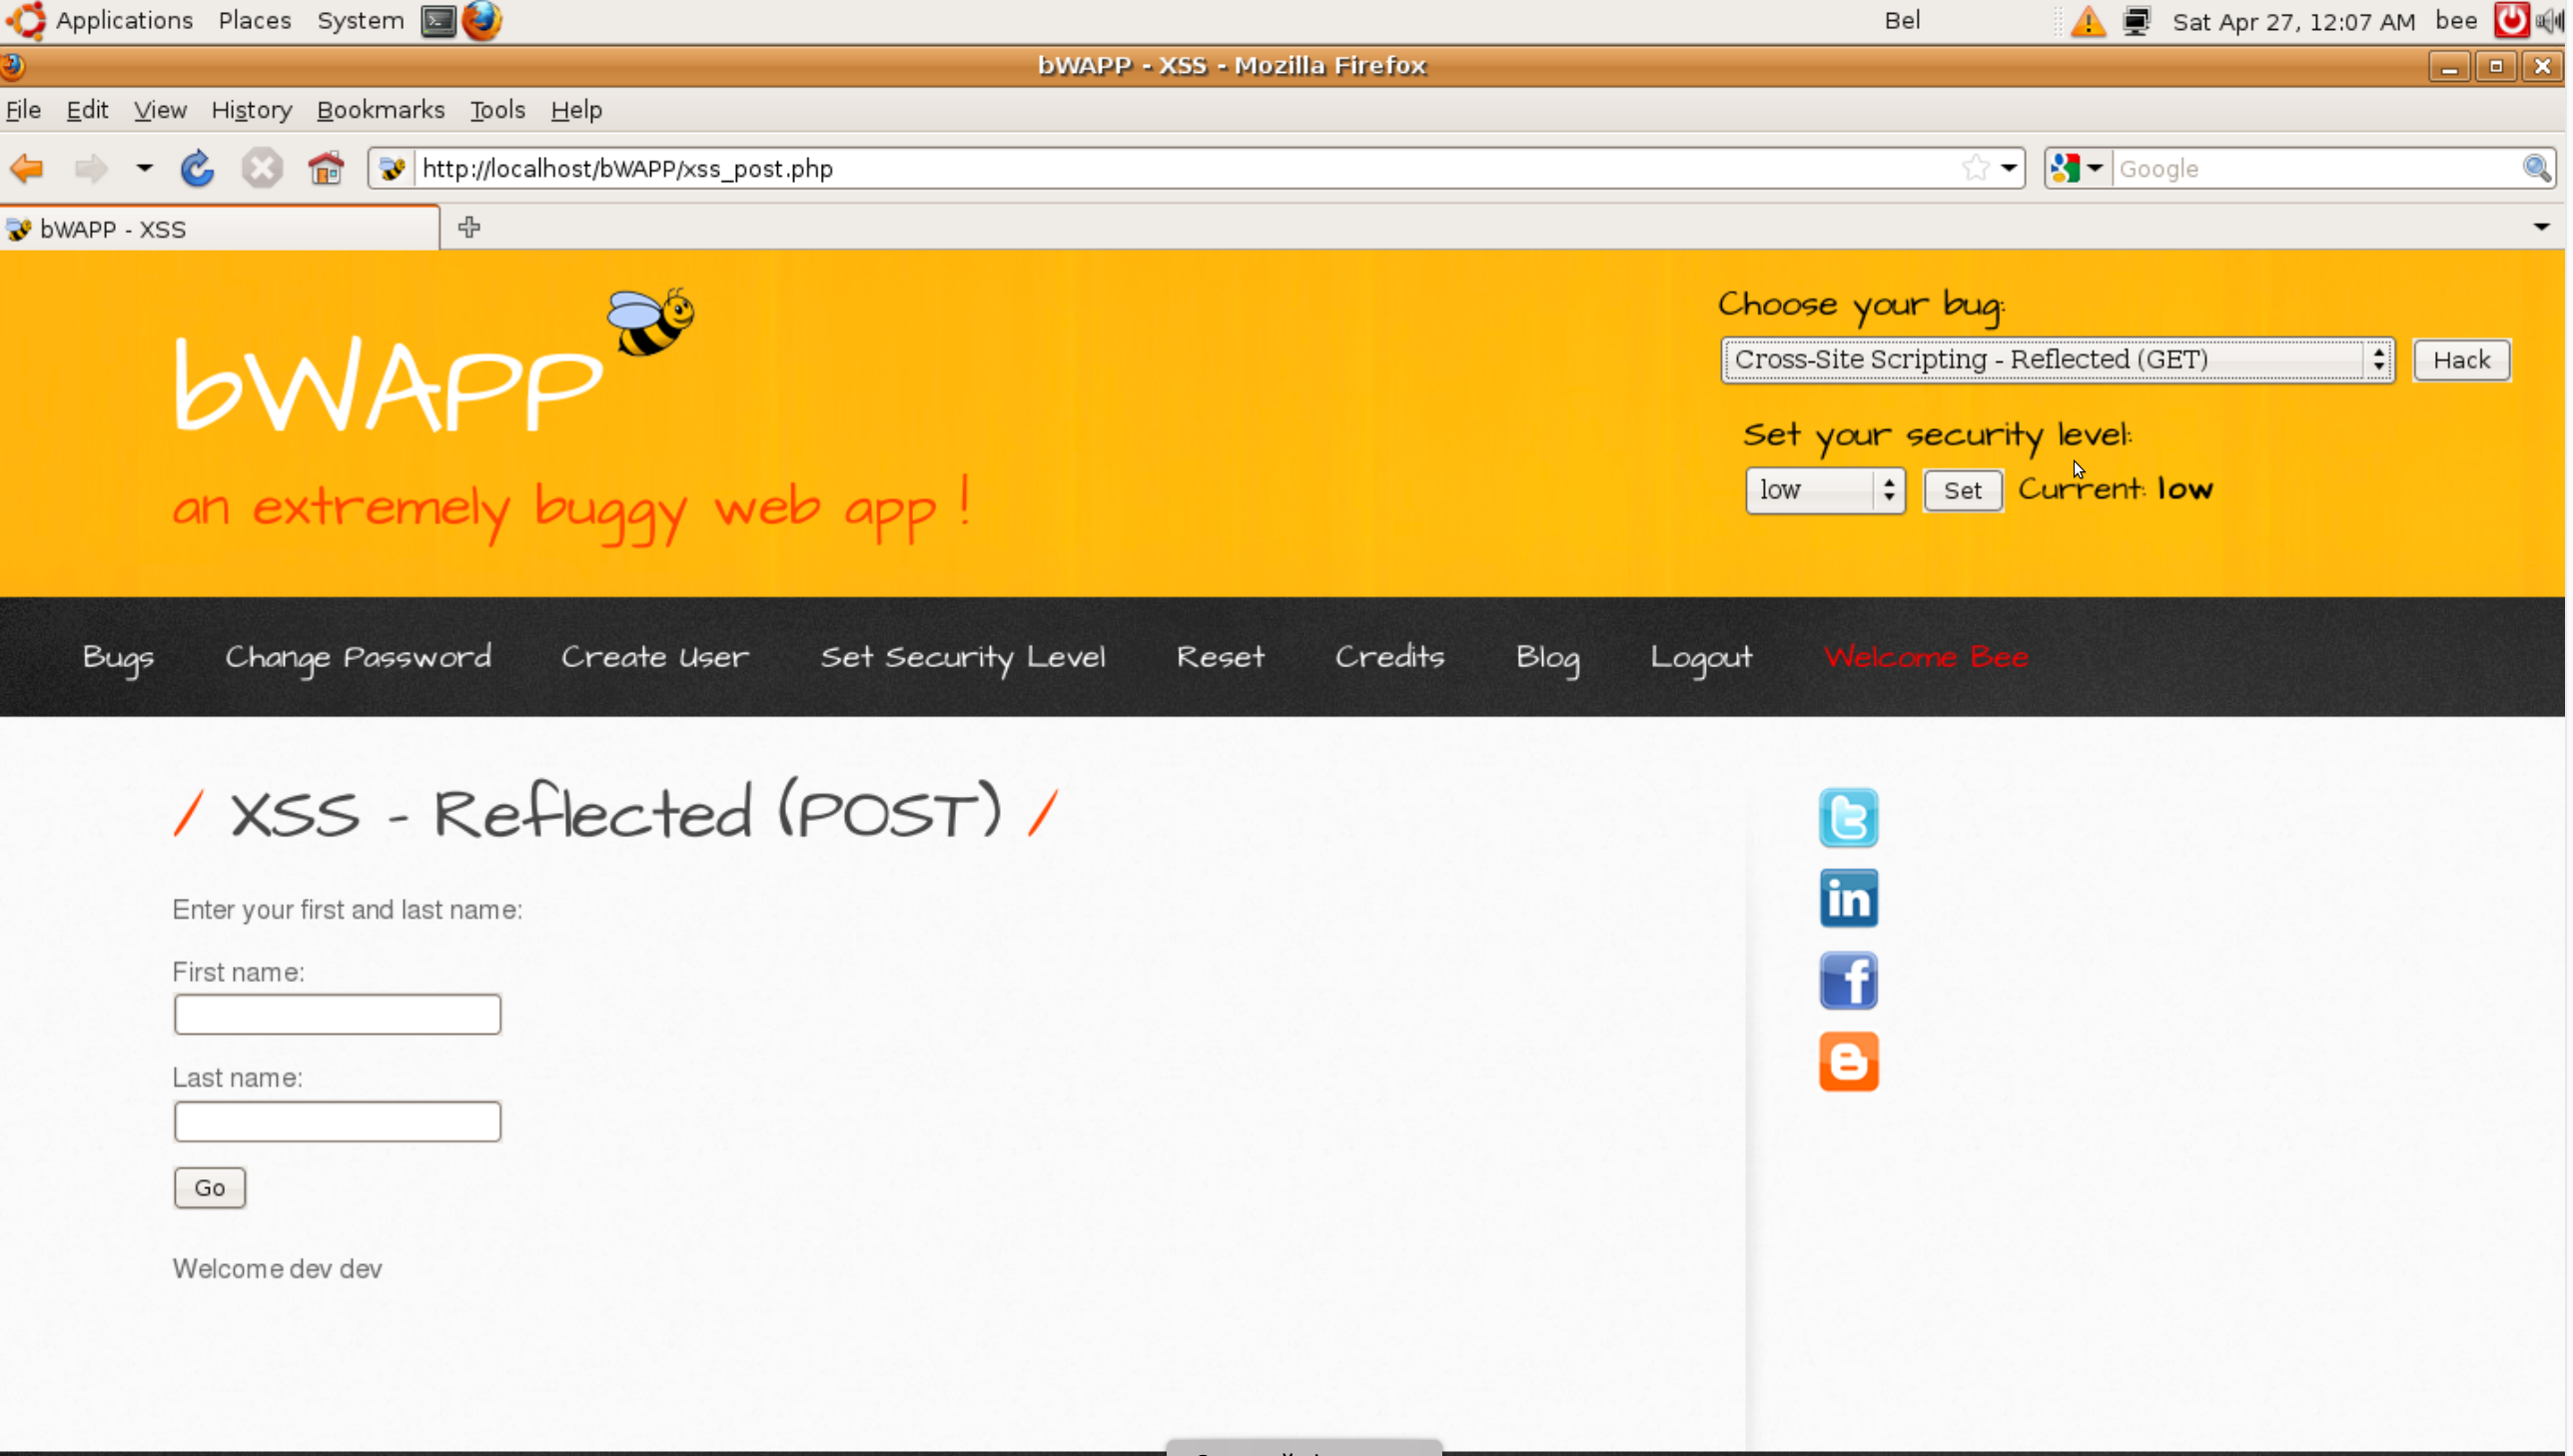 Applications Places System Bel Sat Apr 27, 12:07 AM bee
bWAPP - XSS - Mozilla Firefox
File Edit View History Bookmarks Tools Help
http://localhost/bWAPP/xss_post.php Google
bWAPP - XSS
Choose your bug:
Cross-Site Scripting - Reflected (GET) Hack
bWAPP
Set your security level:
low Set Current: low
an extremely buggy web app !
Bugs Change Password Create User Set Security Level Reset Credits Blog Logout Welcome Bee
/ XSS - Reflected (POST) /
Enter your first and last name:
First name:
Last name:
Go
Welcome dev dev